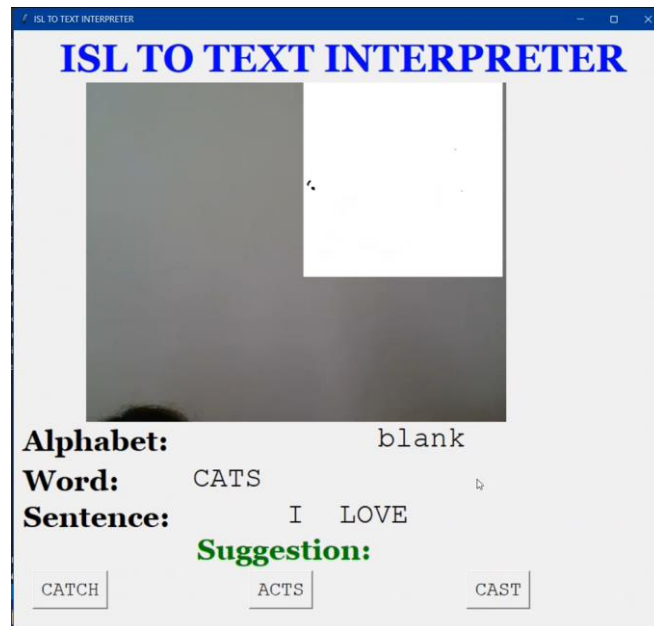 ISL TO TEXT INTERPRETER
ISL TO TEXT INTERPRETER
Alphabet: blank
Word: CATS
Sentence: I LOVE
Suggestion:
CATCH ACTS CAST